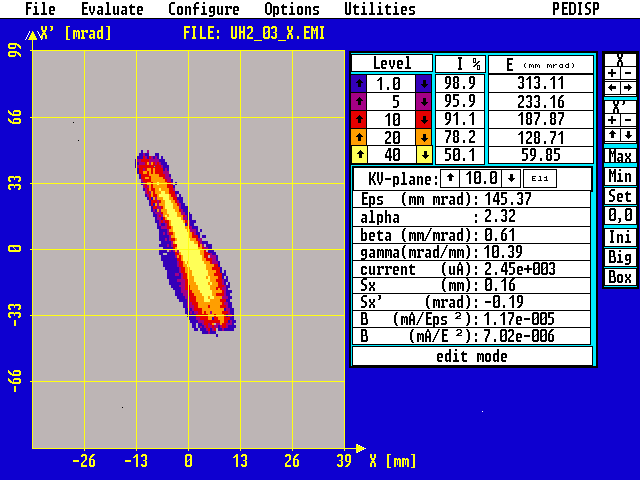 File Evaluate Configure Options Utilities PEDISP
X' [mrad] FILE: UH2_03_X.EMI
99
66
33
0
-33
-66
-26 -13 0 13 26 39 X [mm]
Level I % E (mm mrad)
1.0 98.9 313.11
5 95.9 233.16
10 91.1 187.87
20 78.2 128.71
40 50.1 59.85
KV-plane: 10.0 Ell
Eps (mm mrad): 145.37
alpha : 2.32
beta (mm/mrad): 0.61
gamma(mrad/mm): 10.39
current (uA): 2.45e+003
Sx (mm): 0.16
Sx' (mrad): -0.19
B (mA/Eps ²): 1.17e-005
B (mA/E ²): 7.02e-006
edit mode
X
+ -
X'
+ -
Max
Min
Set
0,0
Ini
Big
Box